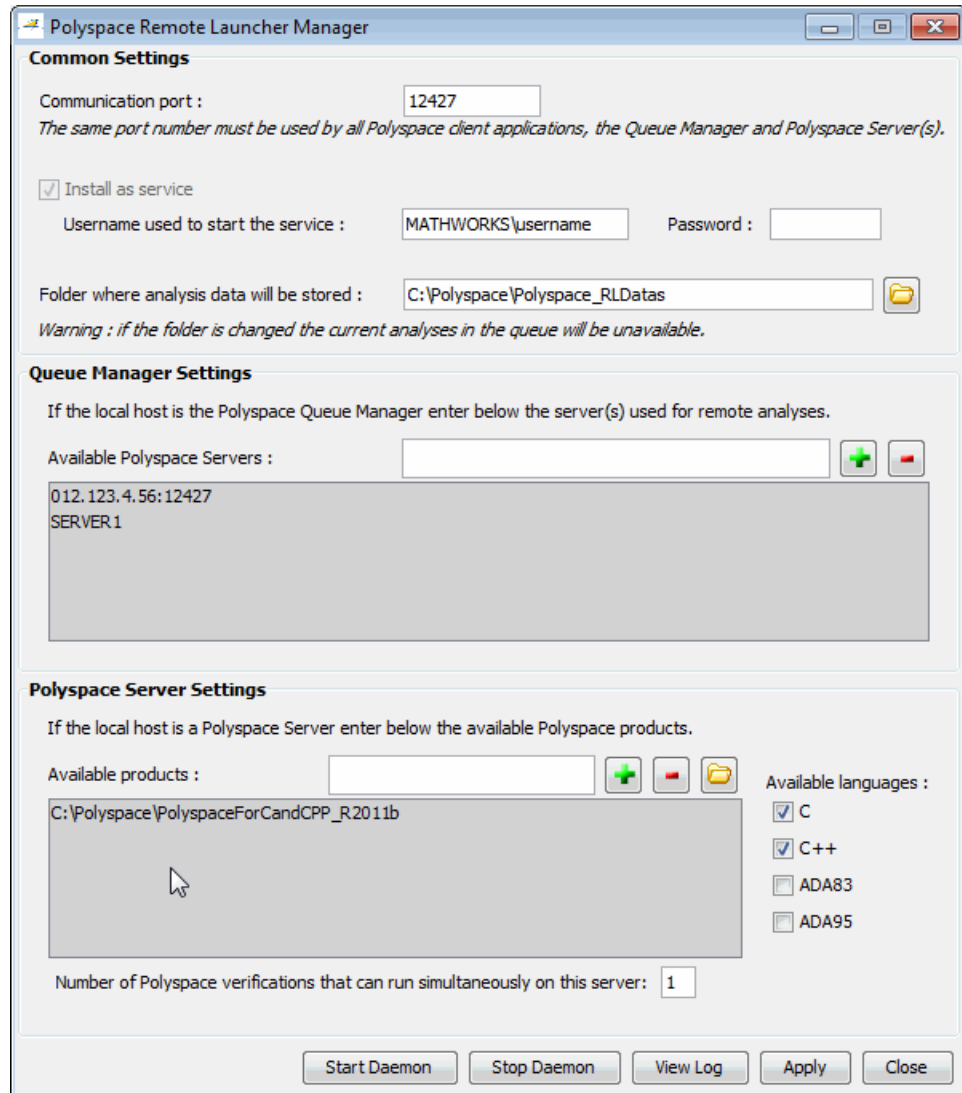 Polyspace Remote Launcher Manager
Common Settings
Communication port : 12427
The same port number must be used by all Polyspace client applications, the Queue Manager and Polyspace Server(s).
Install as service
Username used to start the service : MATHWORKS\username Password :
Folder where analysis data will be stored : C:\Polyspace\Polyspace_RLDatas
Warning : if the folder is changed the current analyses in the queue will be unavailable.
Queue Manager Settings
If the local host is the Polyspace Queue Manager enter below the server(s) used for remote analyses.
Available Polyspace Servers :
012.123.4.56:12427
SERVER1
Polyspace Server Settings
If the local host is a Polyspace Server enter below the available Polyspace products.
Available products :
Available languages :
C:\Polyspace\PolyspaceForCandCPP_R2011b
C
C++
ADA83
ADA95
Number of Polyspace verifications that can run simultaneously on this server: 1
Start Daemon Stop Daemon View Log Apply Close